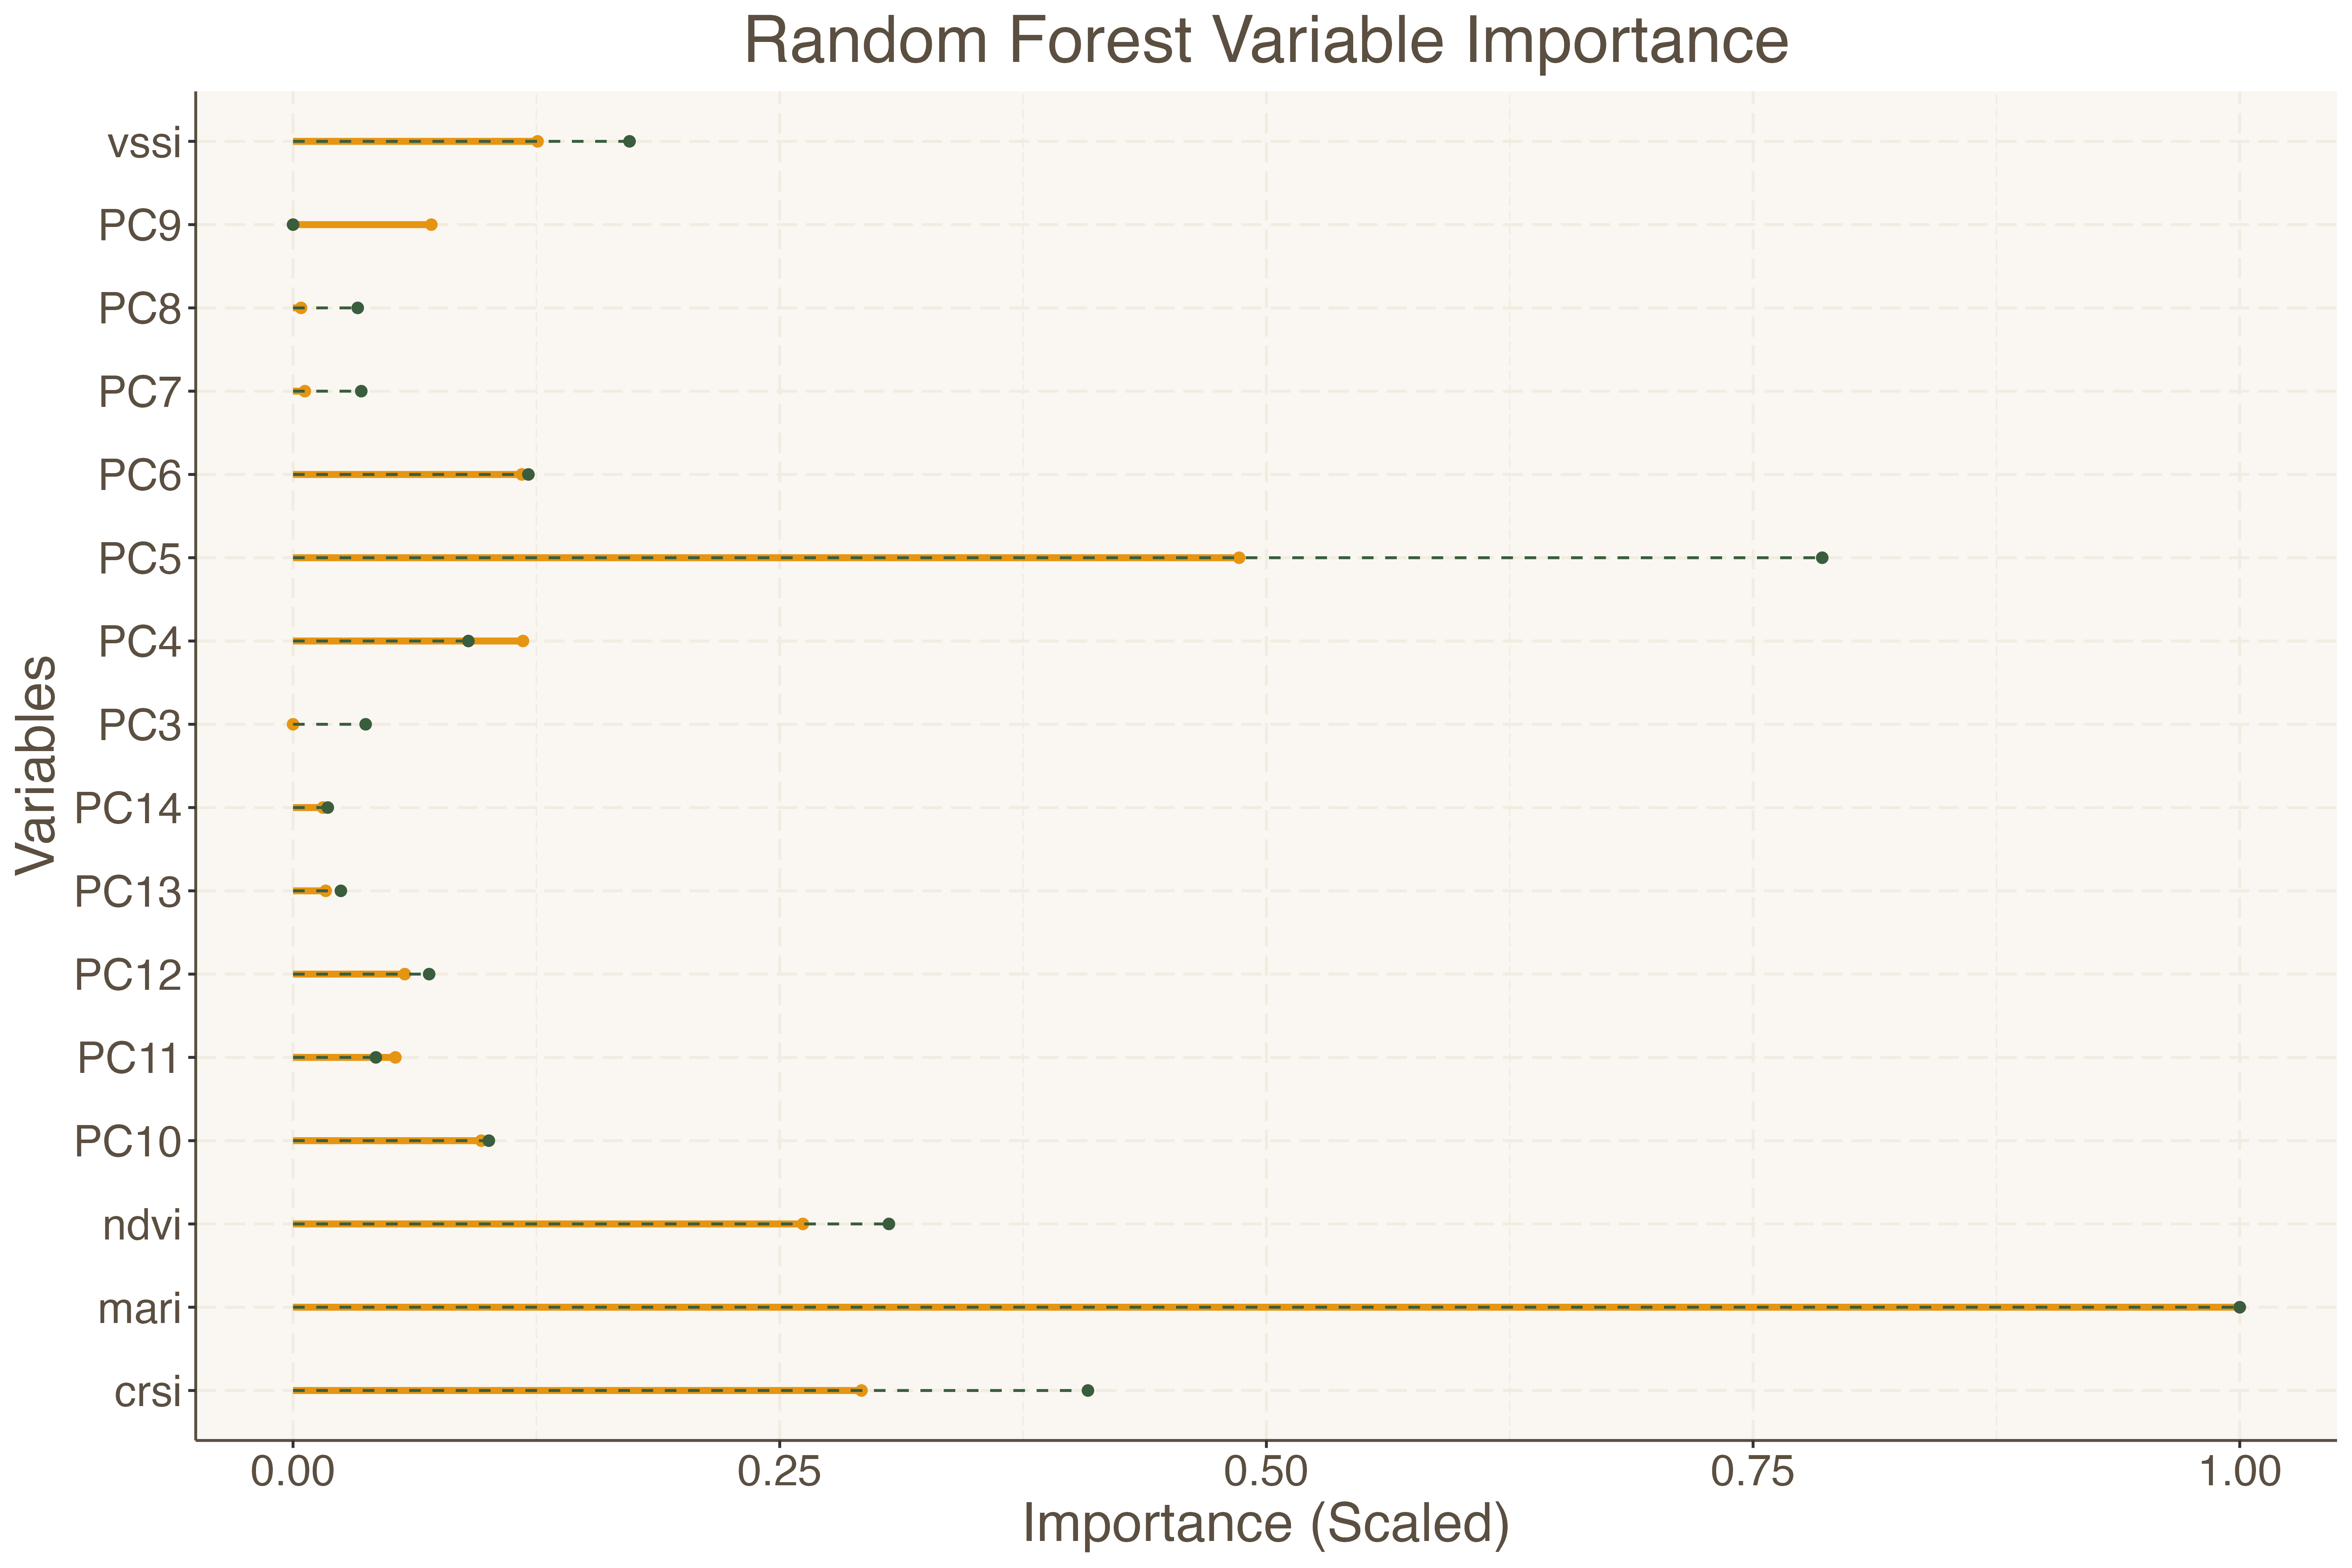 Random Forest Variable Importance
vssi
PC9
PC8
PC7
PC6
PC5
PC4
PC3
PC14
PC13
PC12
PC11
PC10
ndvi
mari
crsi
Variables
0.00 0.25 0.50 0.75 1.00
Importance (Scaled)